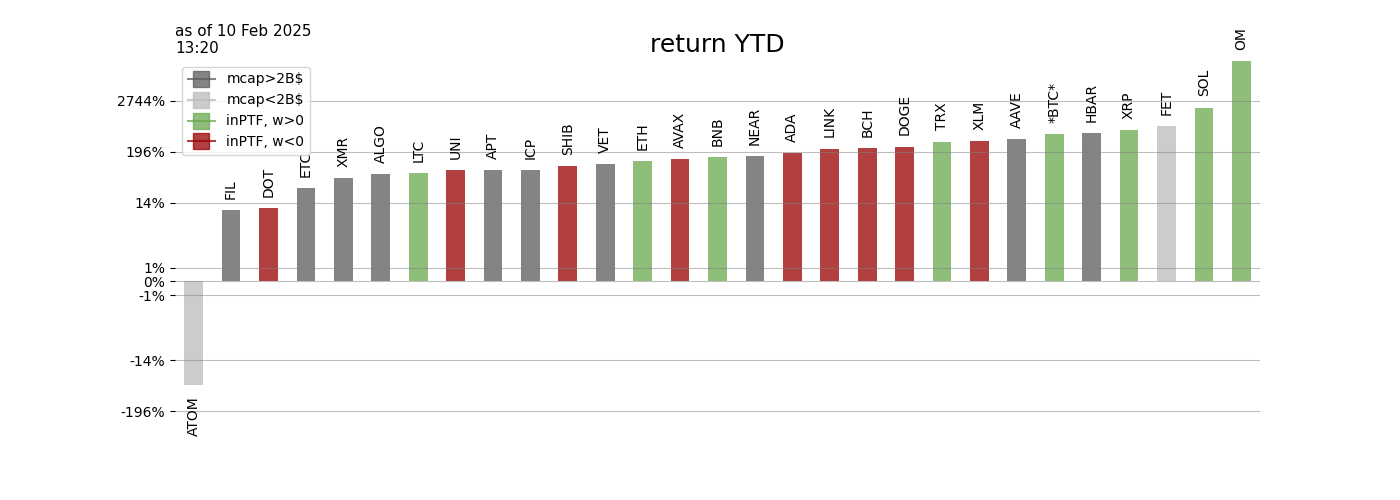 as of 10 Feb 2025
13:20
return YTD
mcap>2B$
mcap<2B$
inPTF, w>0
inPTF, w<0
2744%
196%
14%
1%
0%
-1%
-14%
-196%
ATOM
FIL
DOT
ETC
XMR
ALGO
LTC
UNI
APT
ICP
SHIB
VET
ETH
AVAX
BNB
NEAR
ADA
LINK
BCH
DOGE
TRX
XLM
AAVE
*BTC*
HBAR
XRP
FET
SOL
OM